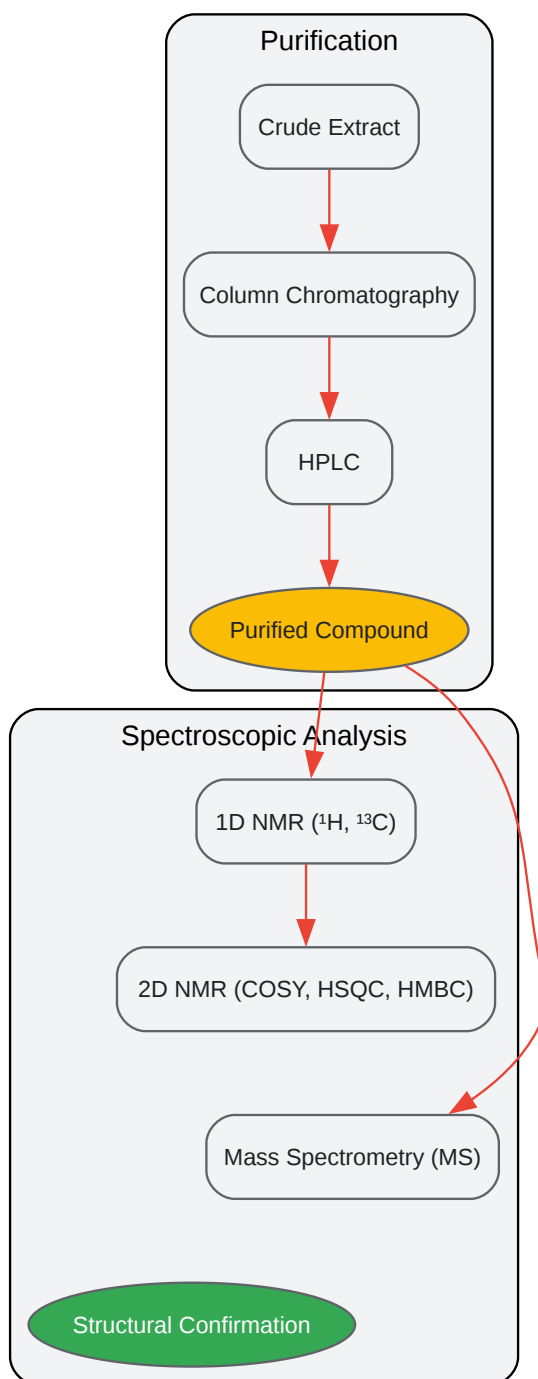 Purification
Crude Extract
Column Chromatography
HPLC
Purified Compound
Spectroscopic Analysis
1D NMR (¹H, ¹³C)
2D NMR (COSY, HSQC, HMBC)
Mass Spectrometry (MS)
Structural Confirmation